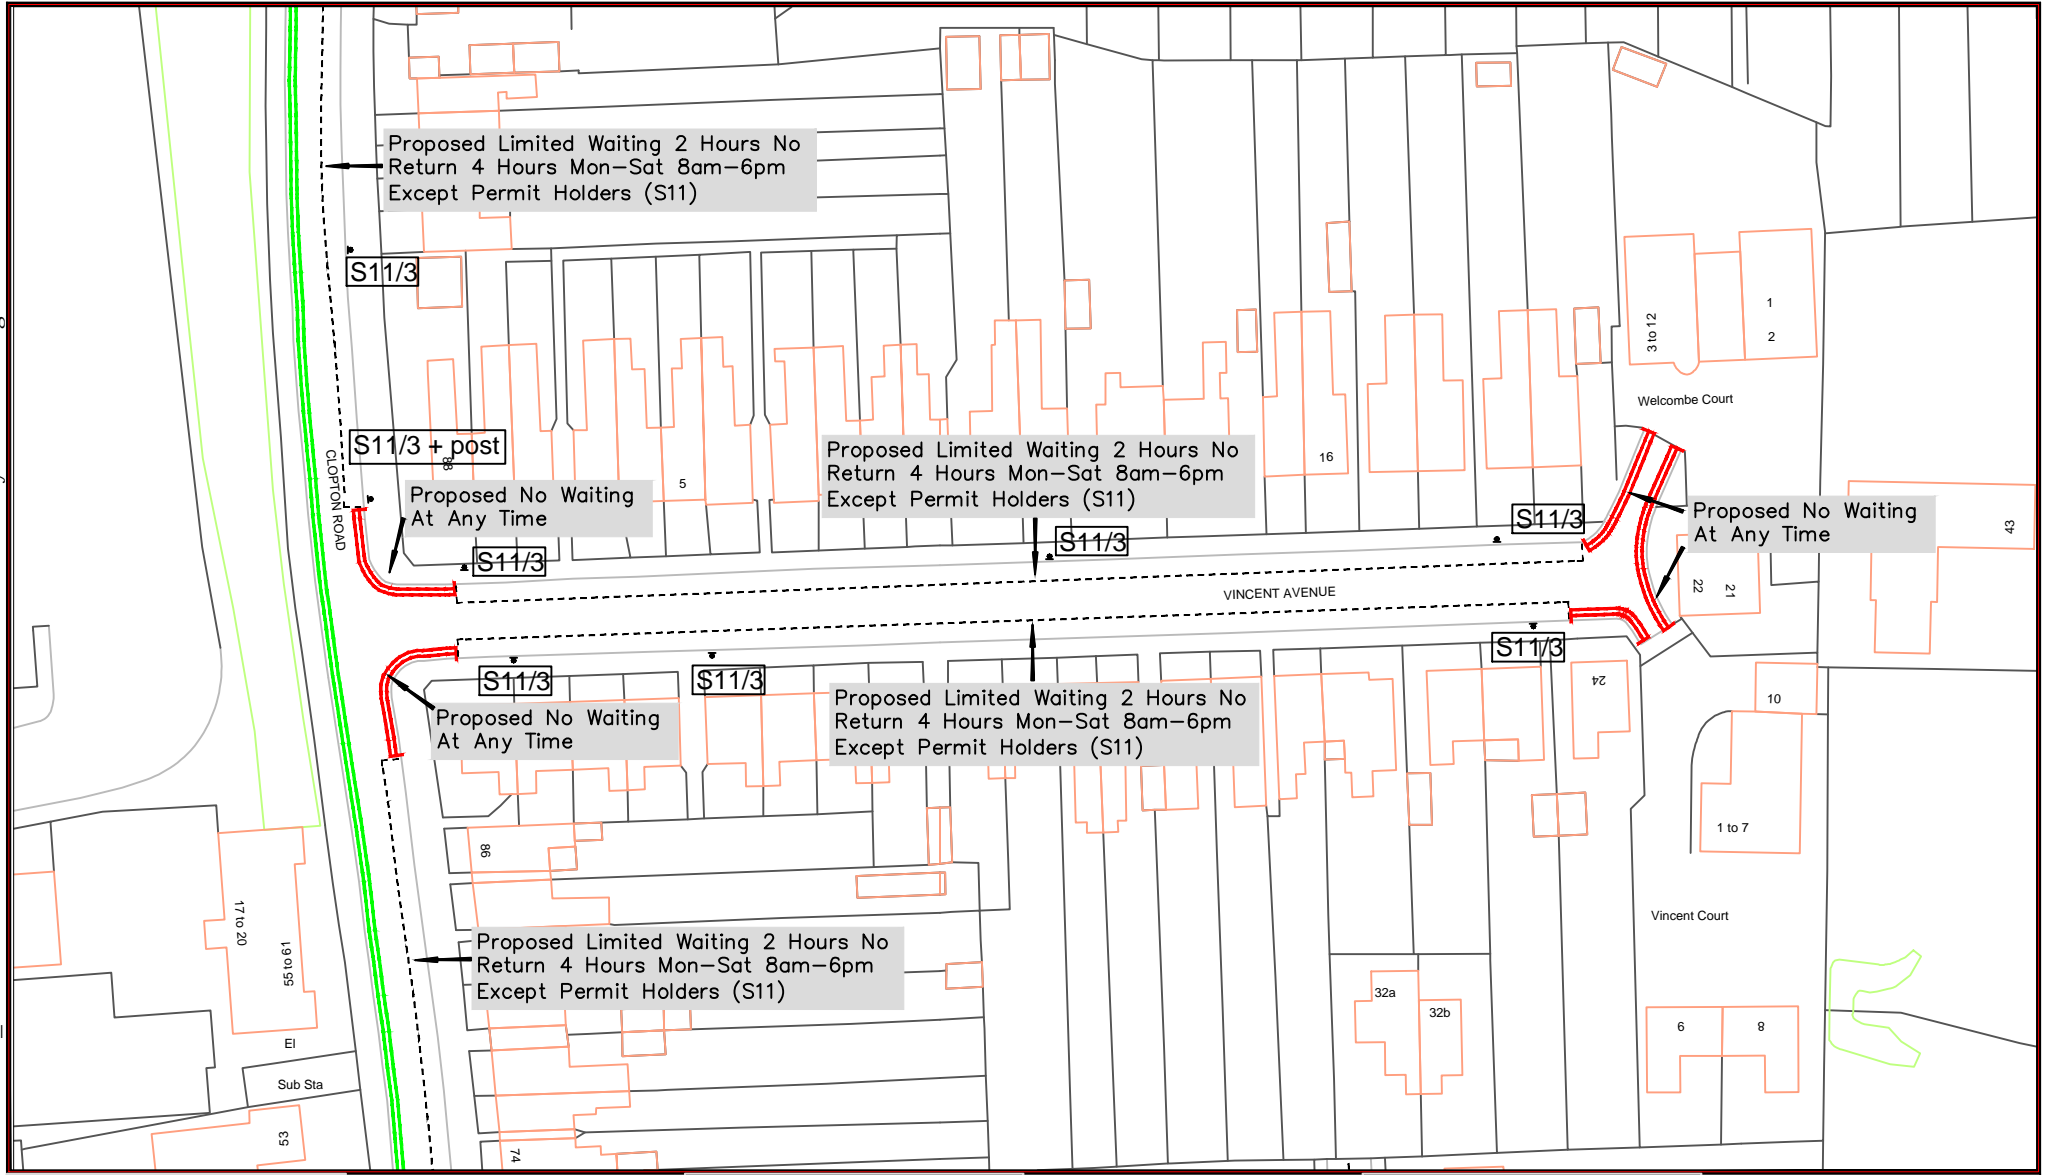 Proposed Limited Waiting 2 Hours No
Return 4 Hours Mon-Sat 8am-6pm
Except Permit Holders (S11)
S11/3
3 to 12
1
2
Welcombe Court
S11/3 + post
88
CLOPTON ROAD
Proposed No Waiting
At Any Time
5
Proposed Limited Waiting 2 Hours No
Return 4 Hours Mon-Sat 8am-6pm
Except Permit Holders (S11)
16
S11/3
S11/3
S11/3
Proposed No Waiting
At Any Time
43
VINCENT AVENUE
22
21
S11/3
S11/3
S11/3
24
10
Proposed No Waiting
At Any Time
Proposed Limited Waiting 2 Hours No
Return 4 Hours Mon-Sat 8am-6pm
Except Permit Holders (S11)
86
1 to 7
17 to 20
55 to 61
Vincent Court
Proposed Limited Waiting 2 Hours No
Return 4 Hours Mon-Sat 8am-6pm
Except Permit Holders (S11)
32a
32b
9
8
El
Sub Sta
53
74